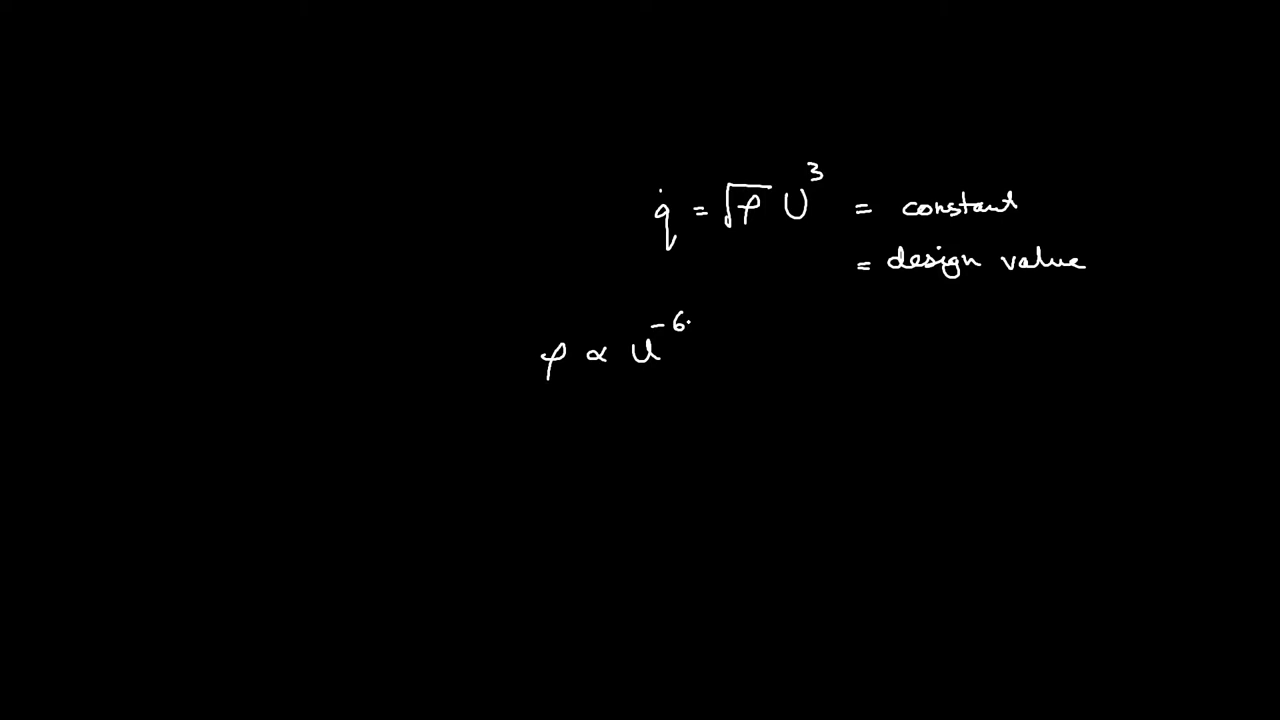 q̇ = √ρ U³ = constant
= design value
ρ ∝ U⁻⁶